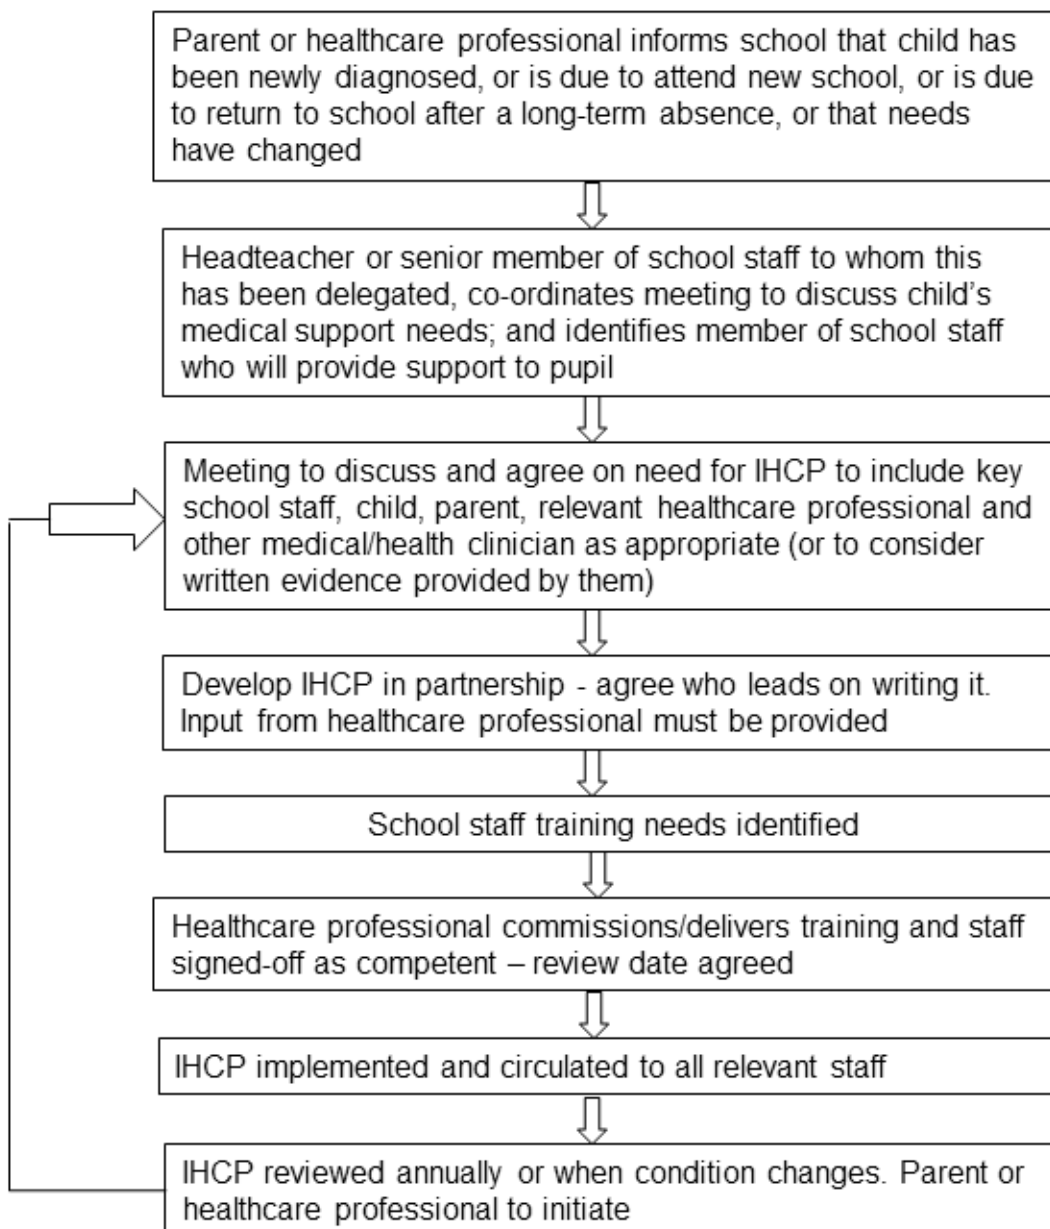 Parent or healthcare professional informs school that child has
been newly diagnosed, or is due to attend new school, or is due
to return to school after a long-term absence, or that needs
have changed
Headteacher or senior member of school staff to whom this
has been delegated, co-ordinates meeting to discuss child’s
medical support needs; and identifies member of school staff
who will provide support to pupil
Meeting to discuss and agree on need for IHCP to include key
school staff, child, parent, relevant healthcare professional and
other medical/health clinician as appropriate (or to consider
written evidence provided by them)
Develop IHCP in partnership - agree who leads on writing it.
Input from healthcare professional must be provided
School staff training needs identified
Healthcare professional commissions/delivers training and staff
signed-off as competent – review date agreed
IHCP implemented and circulated to all relevant staff
IHCP reviewed annually or when condition changes. Parent or
healthcare professional to initiate